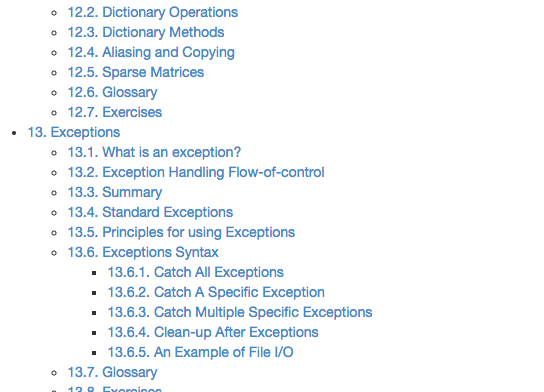 12.2. Dictionary Operations
12.3. Dictionary Methods
12.4. Aliasing and Copying
12.5. Sparse Matrices
12.6. Glossary
12.7. Exercises
13. Exceptions
13.1. What is an exception?
13.2. Exception Handling Flow-of-control
13.3. Summary
13.4. Standard Exceptions
13.5. Principles for using Exceptions
13.6. Exceptions Syntax
13.6.1. Catch All Exceptions
13.6.2. Catch A Specific Exception
13.6.3. Catch Multiple Specific Exceptions
13.6.4. Clean-up After Exceptions
13.6.5. An Example of File I/O
13.7. Glossary
13.8. Exercises